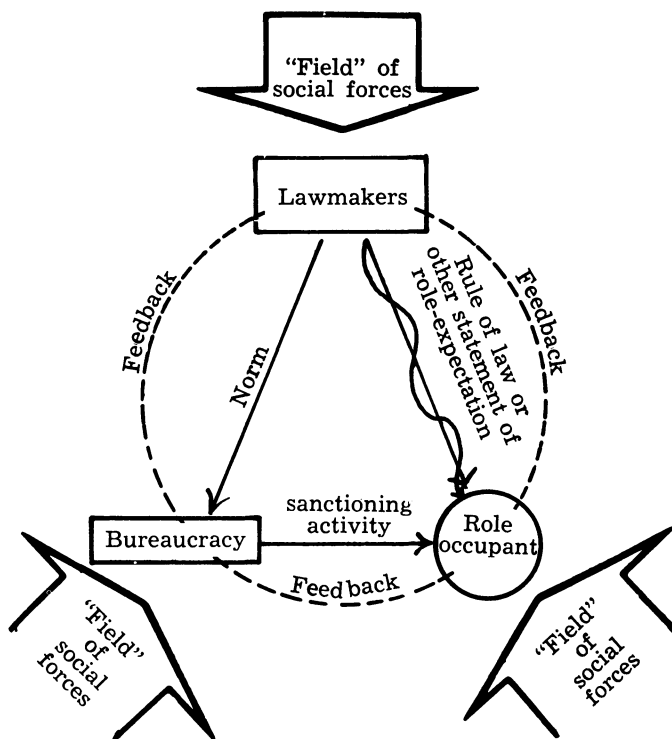 “Field” of
social forces
Lawmakers
Feedback
Norm
Rule of law or
other statement of
role-expectation
Feedback
sanctioning
activity
Bureaucracy
Role
occupant
Feedback
“Field”
of
social
forces
“Field”
of
social
forces